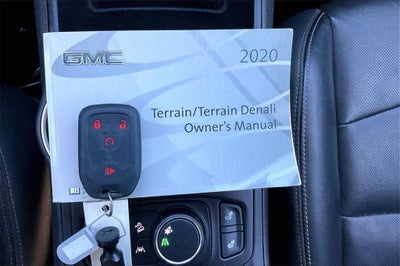 GMC
2020
Terrain/Terrain Denali
Owner's Manual